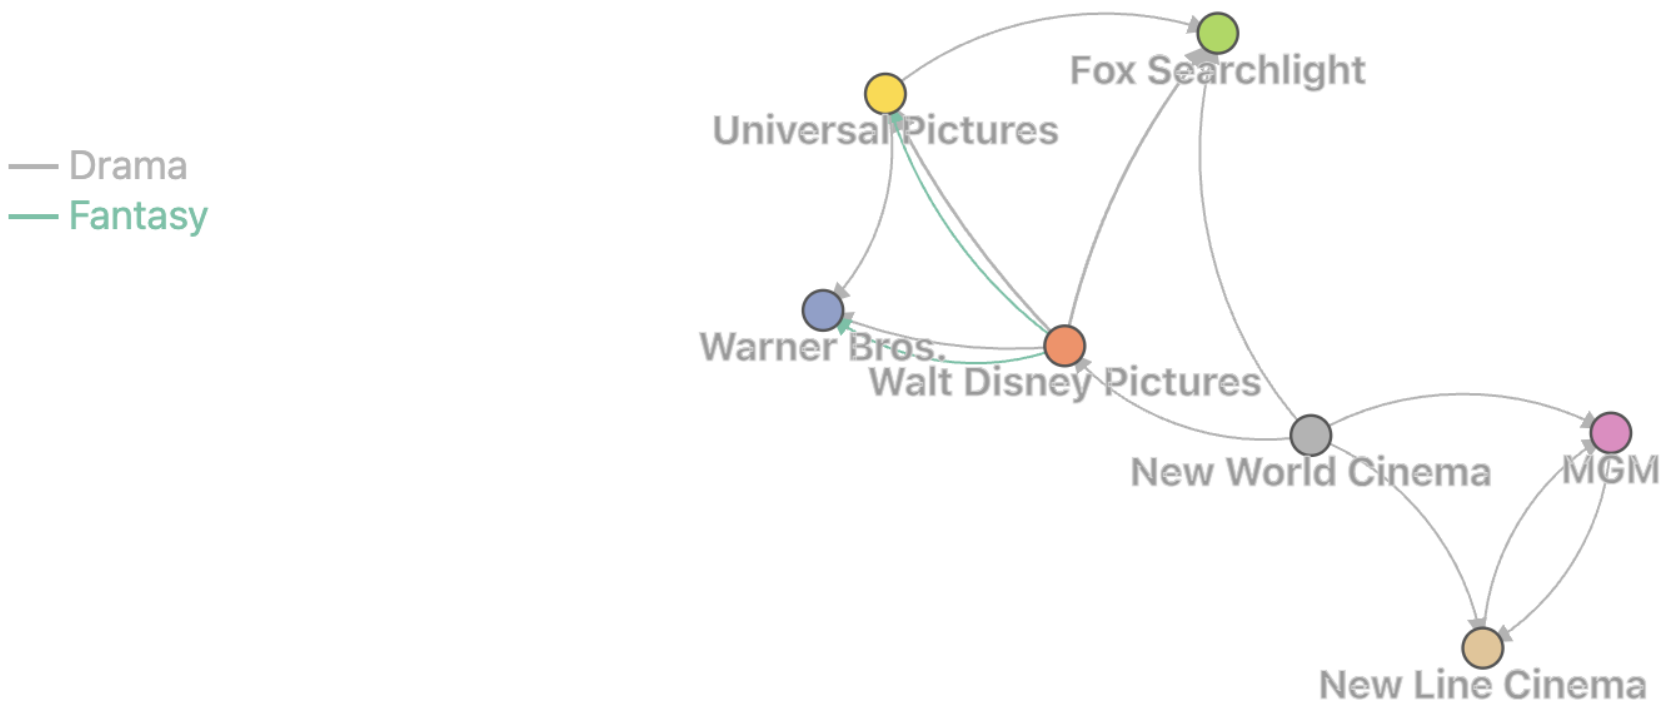 Fox Searchlight
Universal Pictures
Drama
Fantasy
Warner Bros.
Walt Disney Pictures
New World Cinema
MGM
New Line Cinema